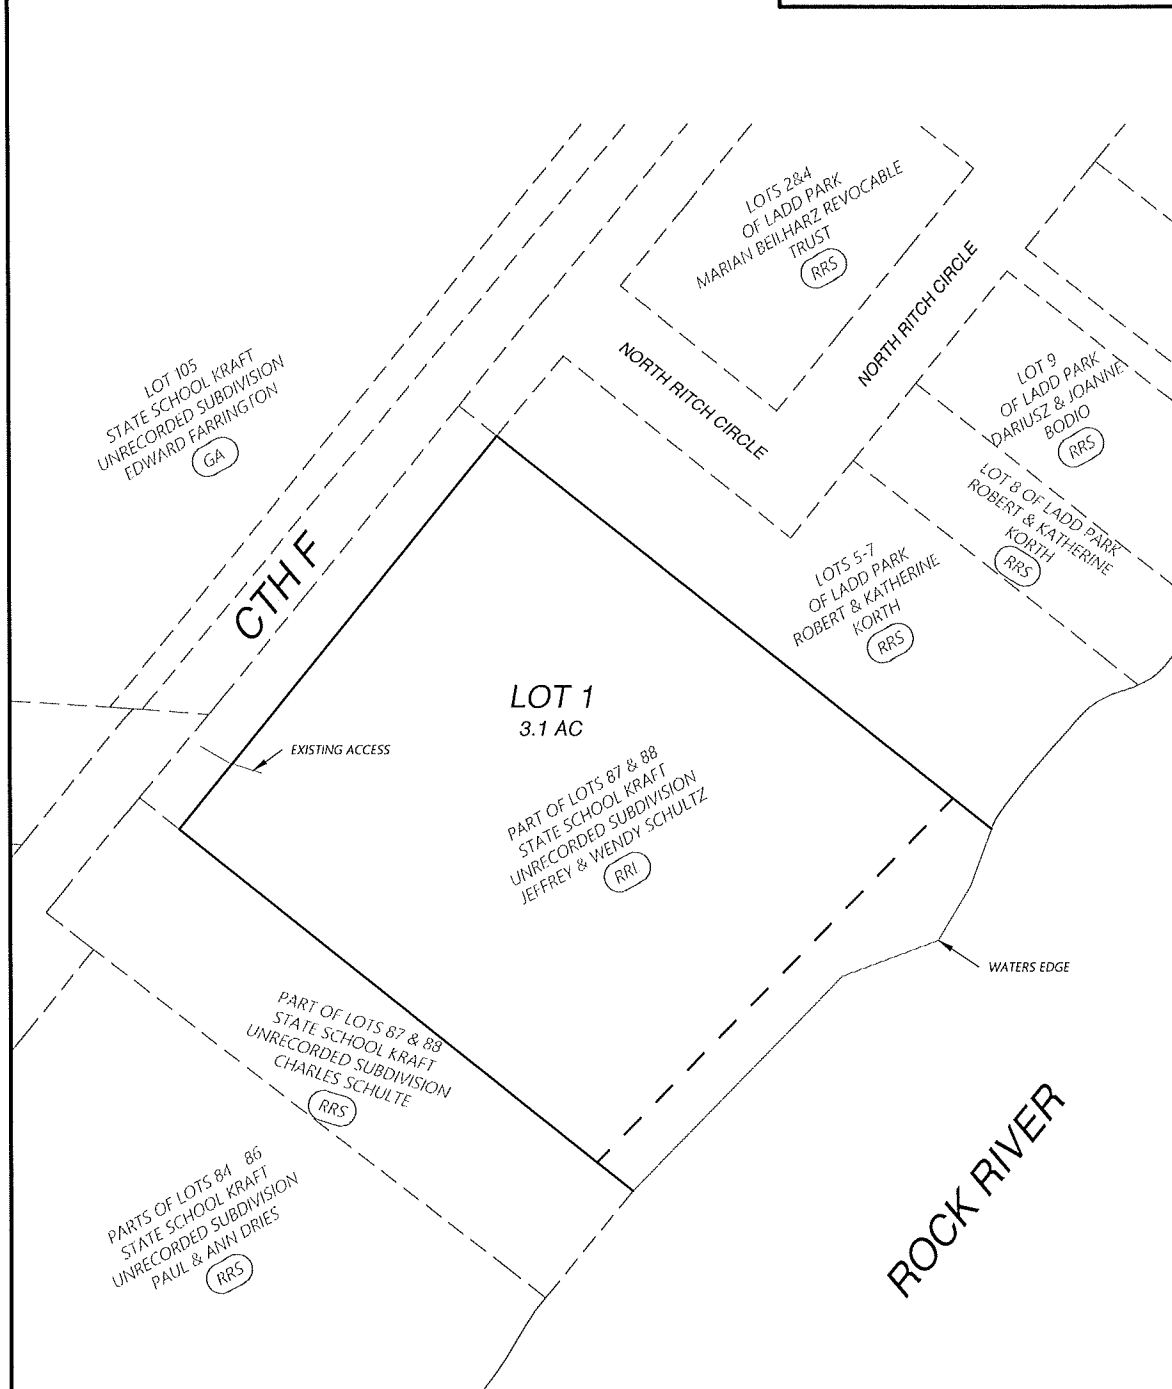 LOTS 2&4
OF LADD PARK
MARIAN BEILHARZ REVOCABLE
TRUST
RRS
NORTH RITCH CIRCLE
NORTH RITCH CIRCLE
LOT 105
STATE SCHOOL KRAFT
UNRECORDED SUBDIVISION
EDWARD FARRINGTON
GA
LOT 9
OF LADD PARK
DARIUSZ & JOANNE
BODIO
RRS
LOT 8 OF LADD PARK
ROBERT & KATHERINE
KORTH
RRS
LOTS 5-7
OF LADD PARK
ROBERT & KATHERINE
KORTH
RRS
CTH F
LOT 1
3.1 AC
EXISTING ACCESS
PART OF LOTS 87 & 88
STATE SCHOOL KRAFT
UNRECORDED SUBDIVISION
JEFFREY & WENDY SCHULTZ
RRI
WATERS EDGE
PART OF LOTS 87 & 88
STATE SCHOOL KRAFT
UNRECORDED SUBDIVISION
CHARLES SCHULTE
RRS
ROCK RIVER
PARTS OF LOTS 84 86
STATE SCHOOL KRAFT
UNRECORDED SUBDIVISION
PAUL & ANN DRIES
RRS